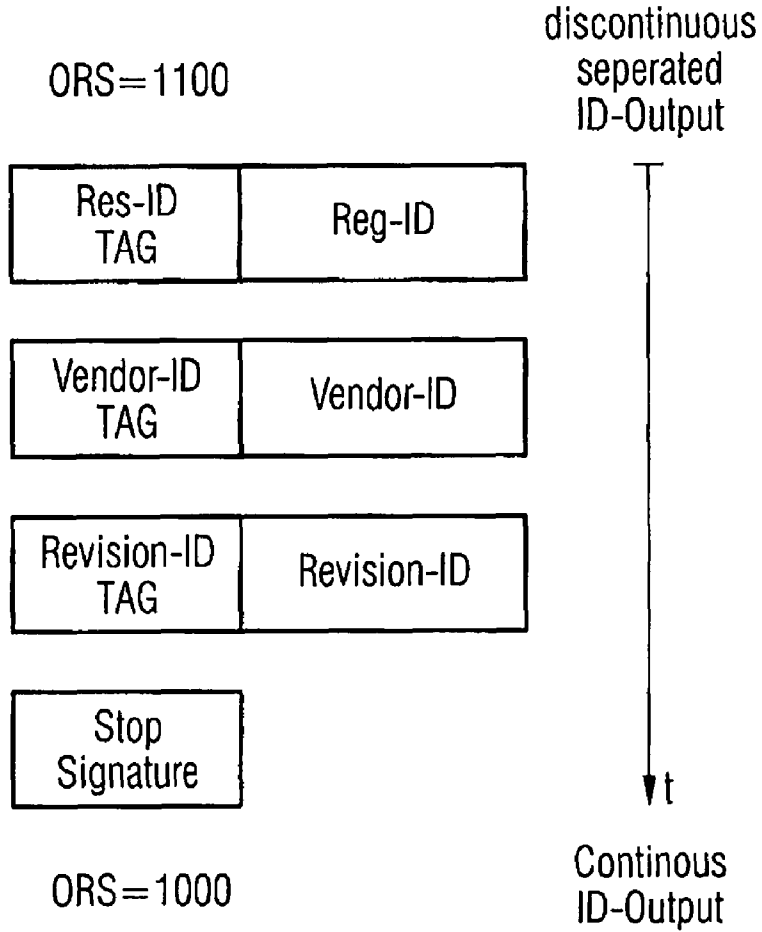 discontinuous
seperated
ID-Output
ORS=1100
Res-ID
TAG
Reg-ID
Vendor-ID
TAG
Vendor-ID
Revision-ID
TAG
Revision-ID
Stop
Signature
t
ORS=1000
Continous
ID-Output